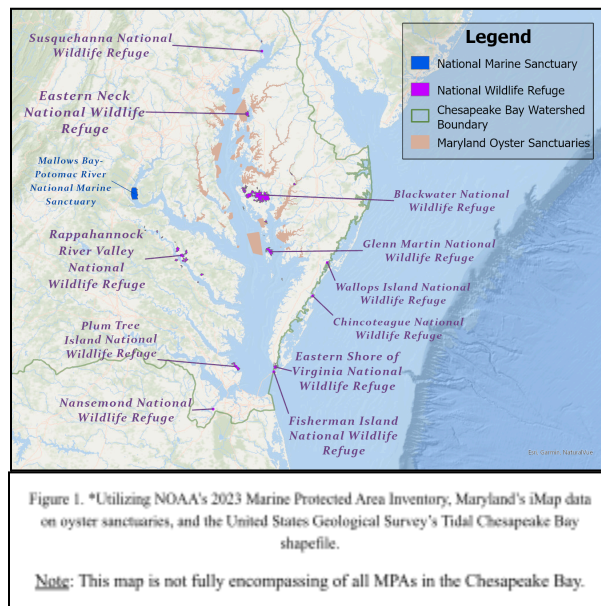 Susquehanna National
Wildlife Refuge
Legend
National Marine Sanctuary
National Wildlife Refuge
Chesapeake Bay Watershed
Boundary
Maryland Oyster Sanctuaries
Eastern Neck
National Wildlife
Refuge
Mallows Bay-
Potomac River
National Marine
Sanctuary
Blackwater National
Wildlife Refuge
Rappahannock
River Valley
National
Wildlife Refuge
Glenn Martin National
Wildlife Refuge
Wallops Island National
Wildlife Refuge
Chincoteague National
Wildlife Refuge
Plum Tree
Island National
Wildlife Refuge
Eastern Shore of
Virginia National
Wildlife Refuge
Nansemond National
Wildlife Refuge
Fisherman Island
National Wildlife
Refuge
Esri, Garmin, NaturalVue
Figure 1. *Utilizing NOAA's 2023 Marine Protected Area Inventory, Maryland's iMap data
on oyster sanctuaries, and the United States Geological Survey's Tidal Chesapeake Bay
shapefile.
Note: This map is not fully encompassing of all MPAs in the Chesapeake Bay.